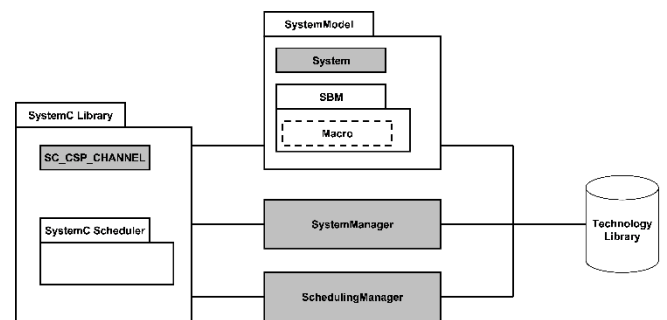 SystemModel
System
SBM
Macro
SystemC Library
SC_CSP_CHANNEL
SystemC Scheduler
SystemManager
SchedulingManager
Technology
Library